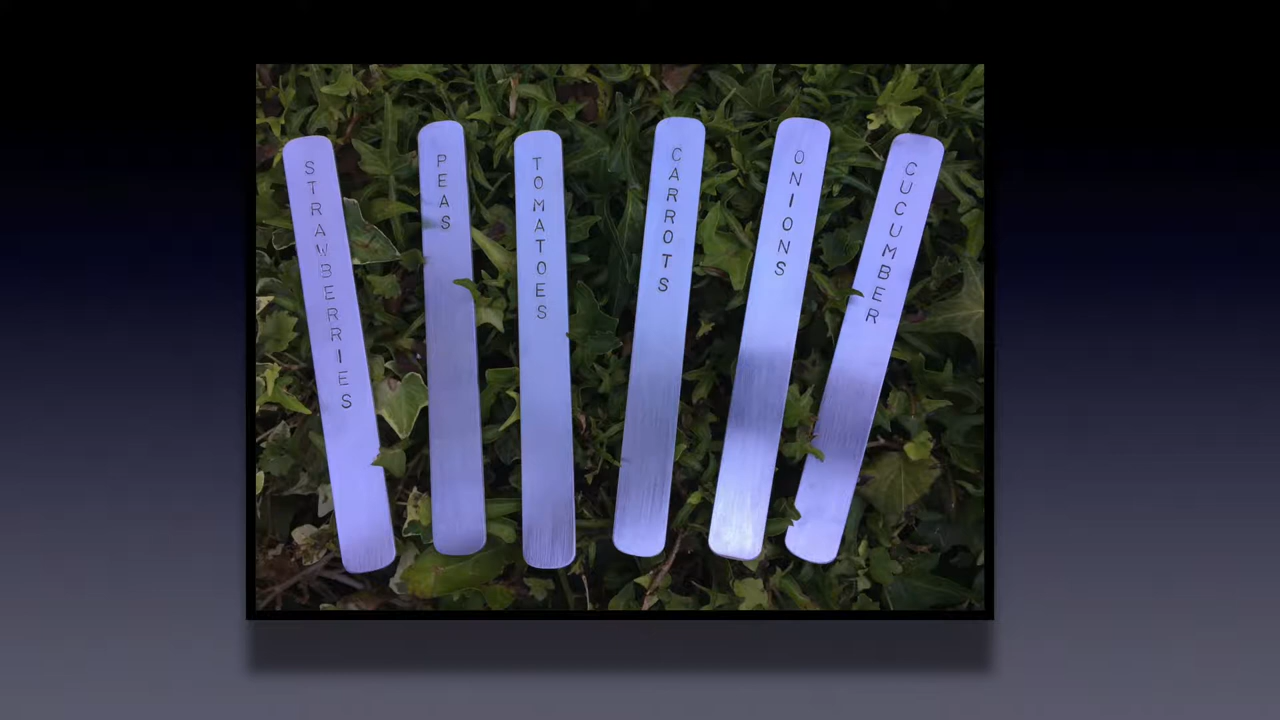 STRAWBERRIES
PEAS
TOMATOES
CARROTS
ONIONS
CUCUMBER